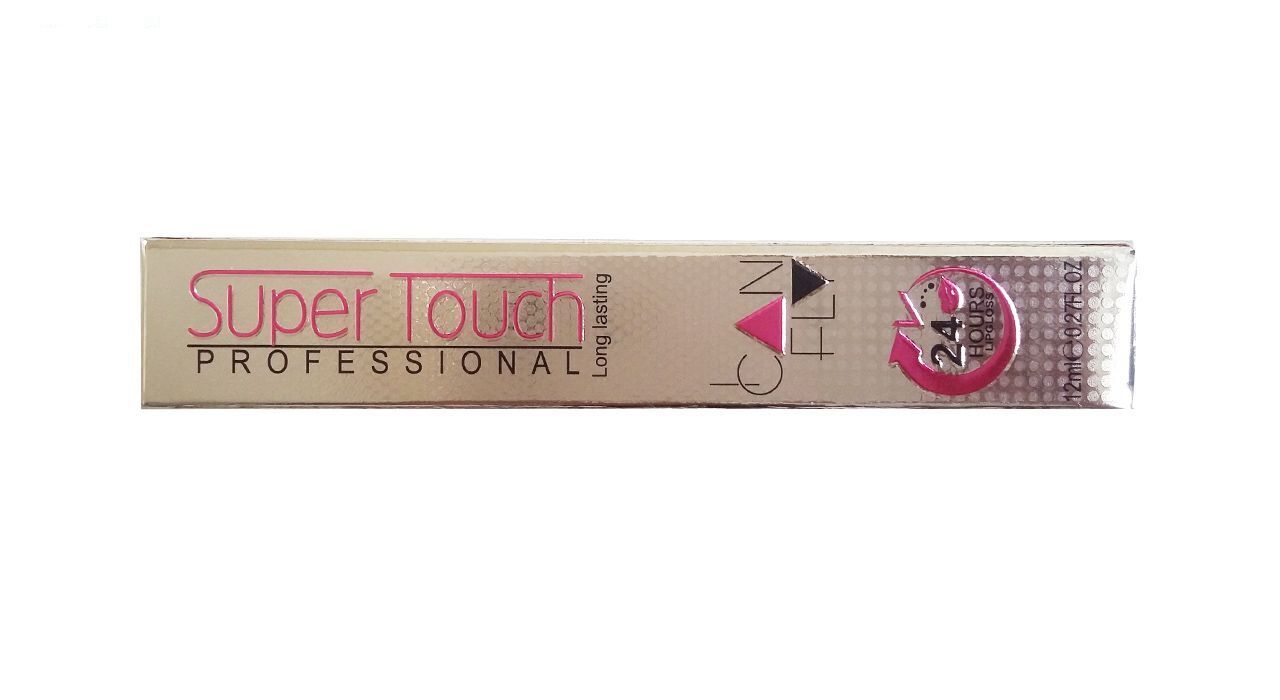 Super Touch
PROFESSIONAL
Long lasting
I CAN
FLY
24
HOURS
LIPGLOSS
12ml℮0.27FL.OZ